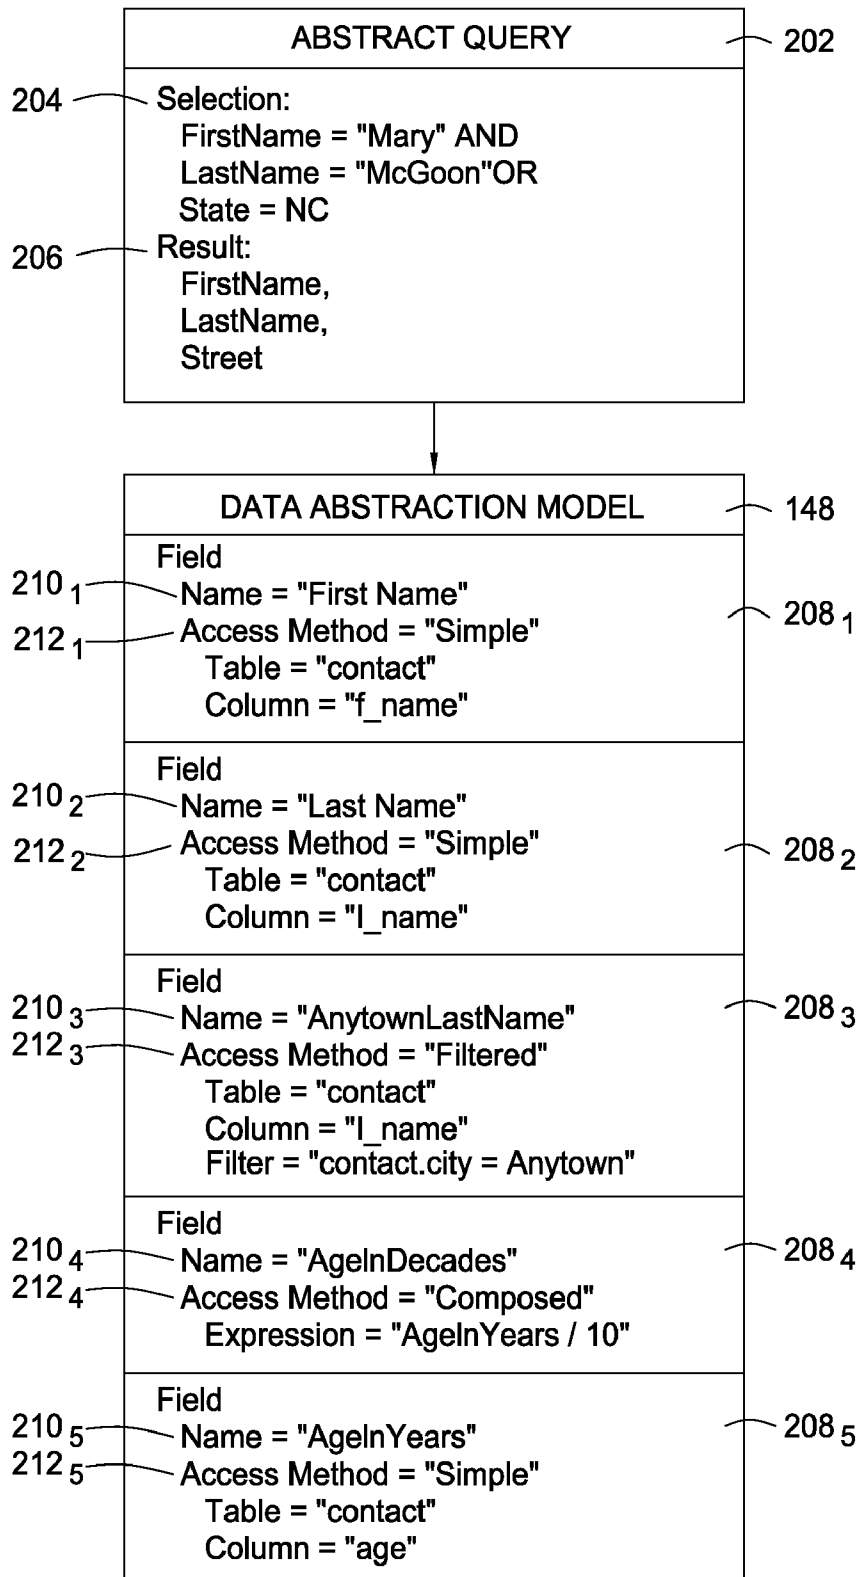 ABSTRACT QUERY 202
204 Selection:
FirstName = "Mary" AND
LastName = "McGoon"OR
State = NC
206 Result:
FirstName,
LastName,
Street
DATA ABSTRACTION MODEL 148
Field
210 1 Name = "First Name" 208 1
212 1 Access Method = "Simple"
Table = "contact"
Column = "f_name"
Field
210 2 Name = "Last Name"
212 2 Access Method = "Simple" 208 2
Table = "contact"
Column = "l_name"
Field
210 3 Name = "AnytownLastName" 208 3
212 3 Access Method = "Filtered"
Table = "contact"
Column = "l_name"
Filter = "contact.city = Anytown"
Field
210 4 Name = "AgeInDecades" 208 4
212 4 Access Method = "Composed"
Expression = "AgeInYears / 10"
Field
210 5 Name = "AgeInYears" 208 5
212 5 Access Method = "Simple"
Table = "contact"
Column = "age"